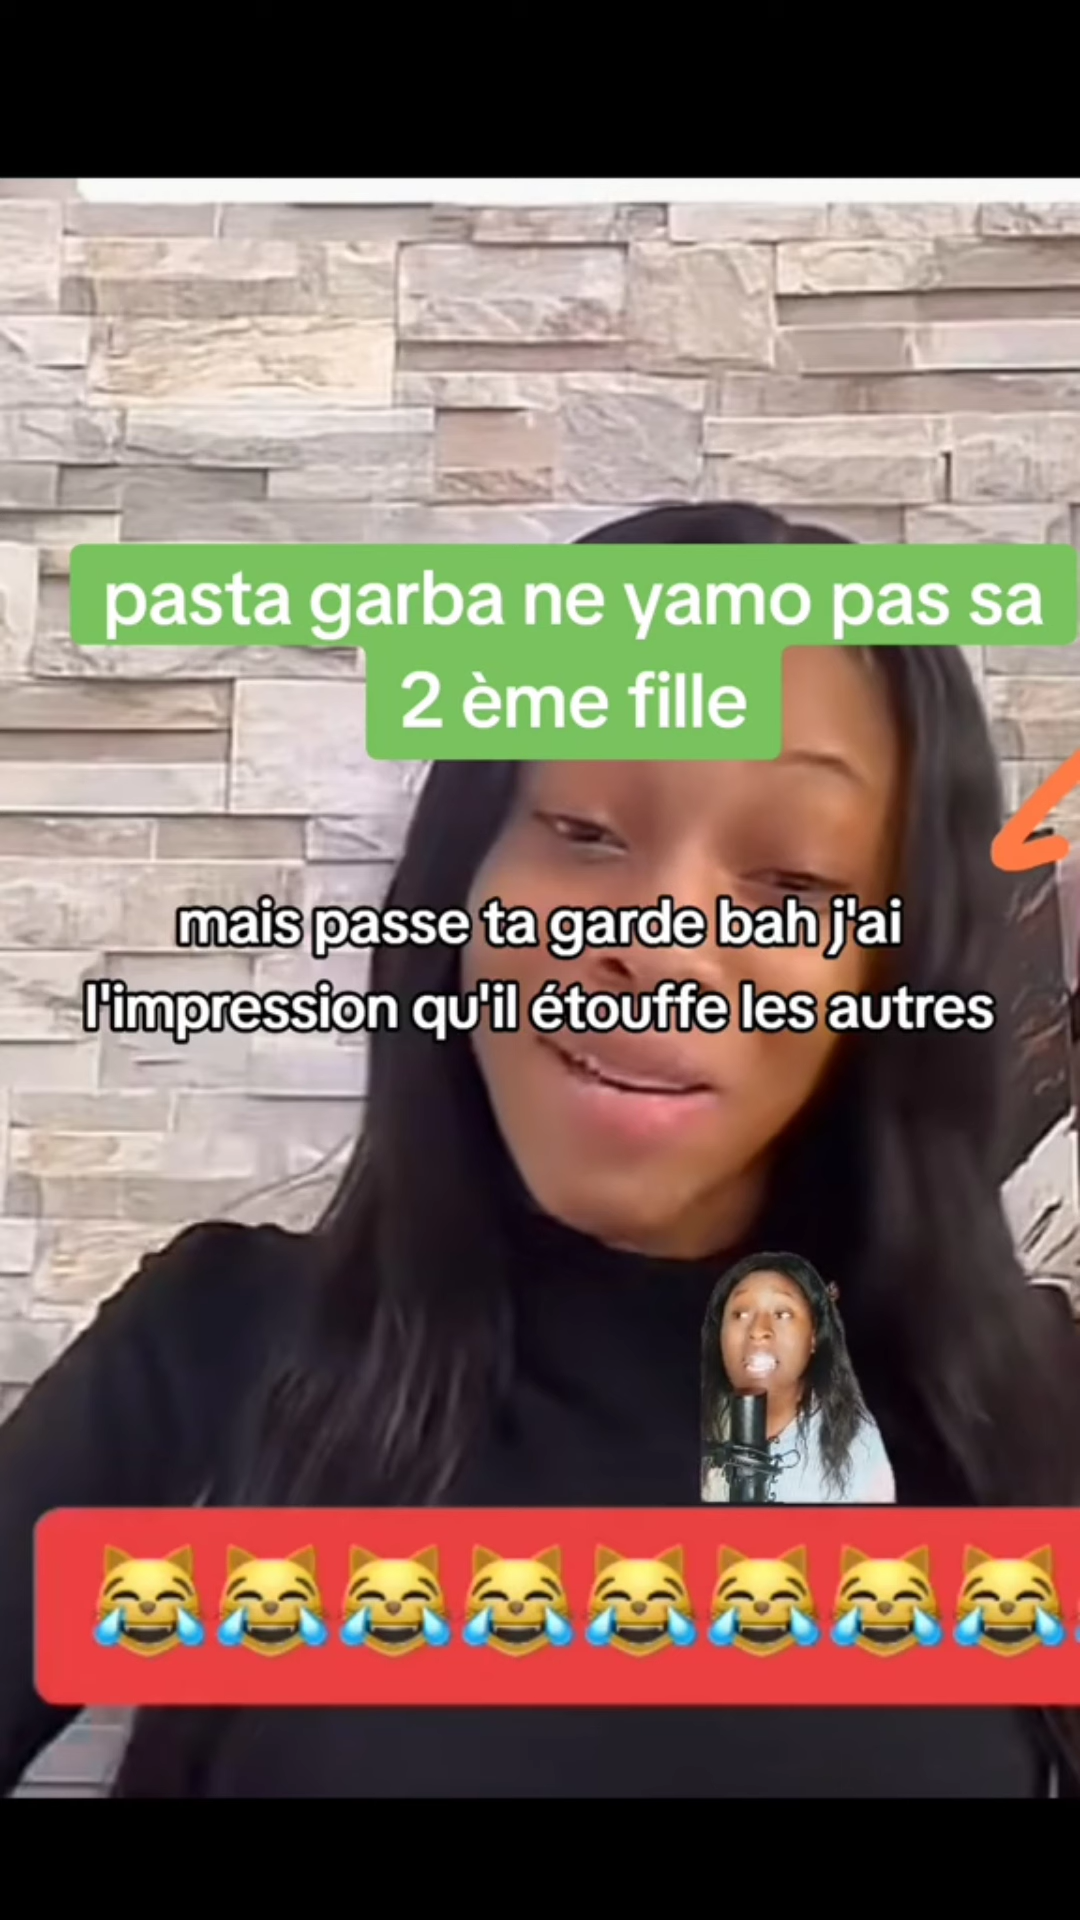 pasta garba ne yamo pas sa
2 ème fille
mais passe ta garde bah j'ai
l'impression qu'il étouffe les autres